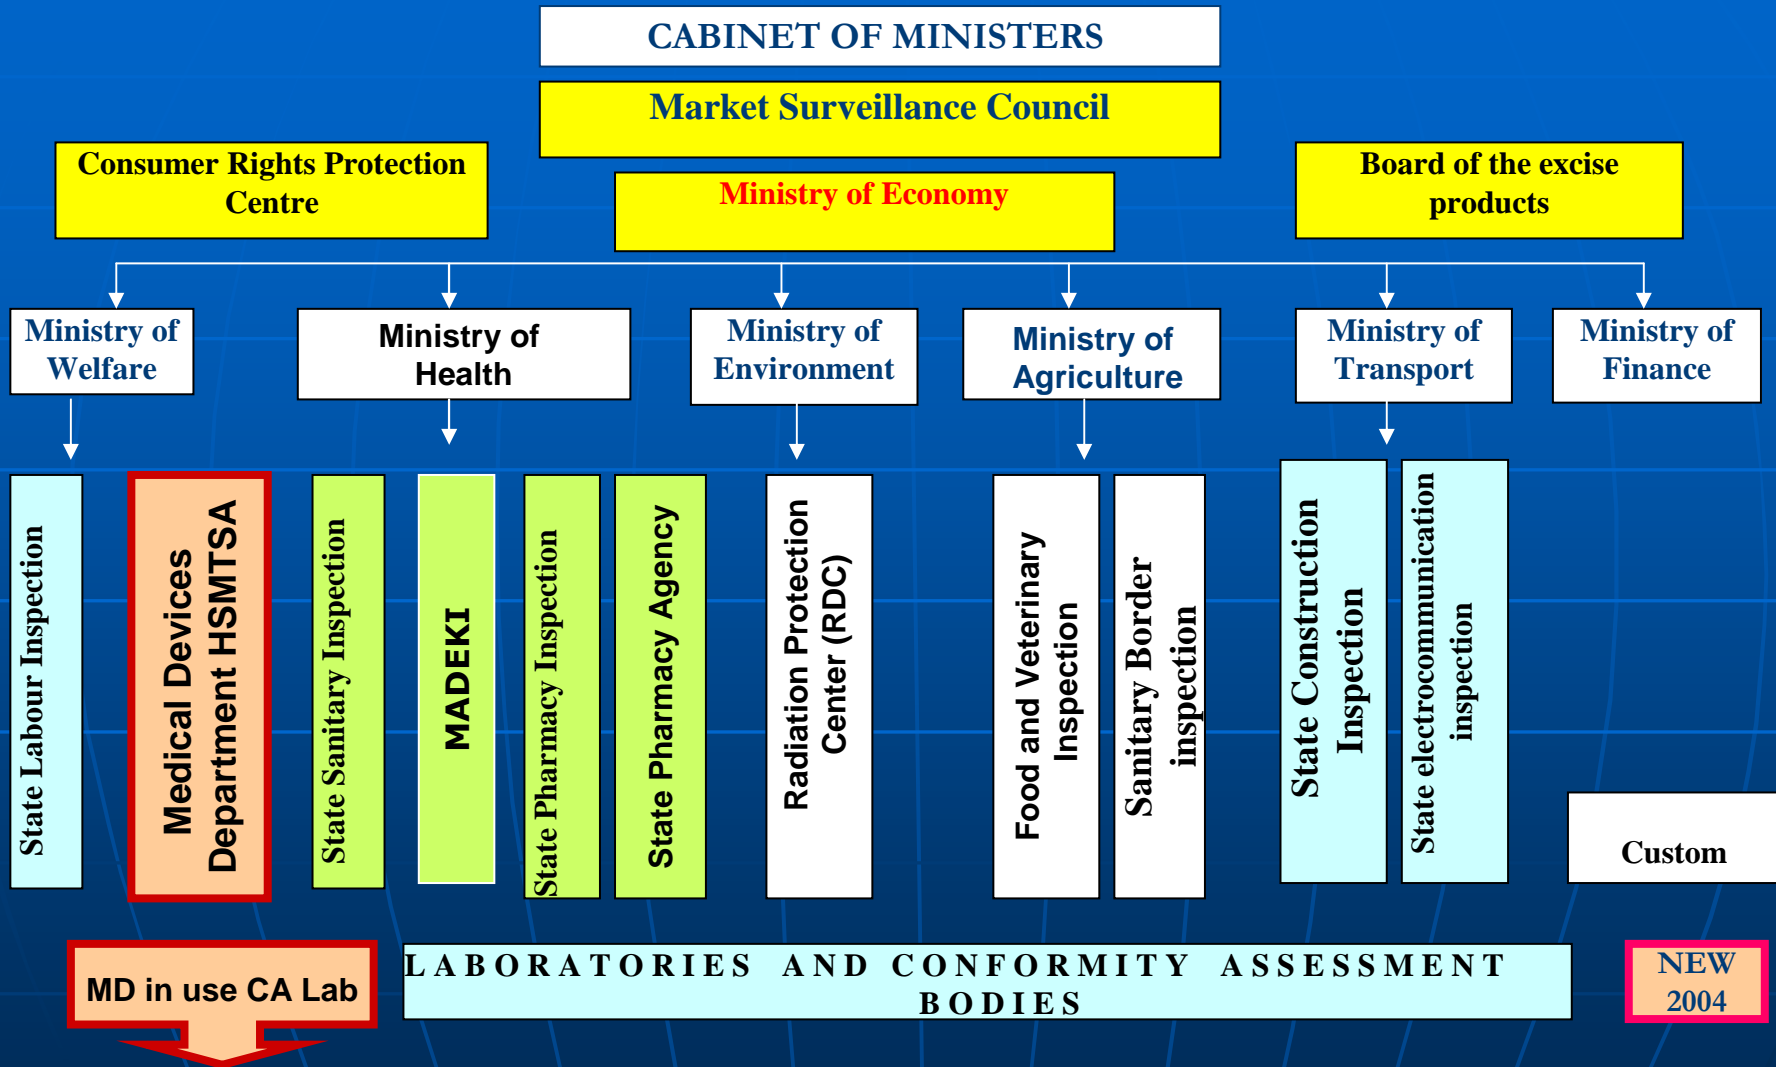 CABINET OF MINISTERS
Market Surveillance Council
Consumer Rights Protection
Centre
Ministry of Economy
Board of the excise
products
Ministry of
Welfare
Ministry of
Health
Ministry of
Environment
Ministry of
Agriculture
Ministry of
Transport
Ministry of
Finance
State Labour Inspection
Medical Devices
Department HSMTSA
State Sanitary Inspection
MADEKI
State Pharmacy Inspection
State Pharmacy Agency
Radiation Protection
Center (RDC)
Food and Veterinary
Inspection
Sanitary Border
inspection
State Construction
Inspection
State electrocommunication
inspection
Custom
MD in use CA Lab
LABORATORIES AND CONFORMITY ASSESSMENT
BODIES
NEW
2004